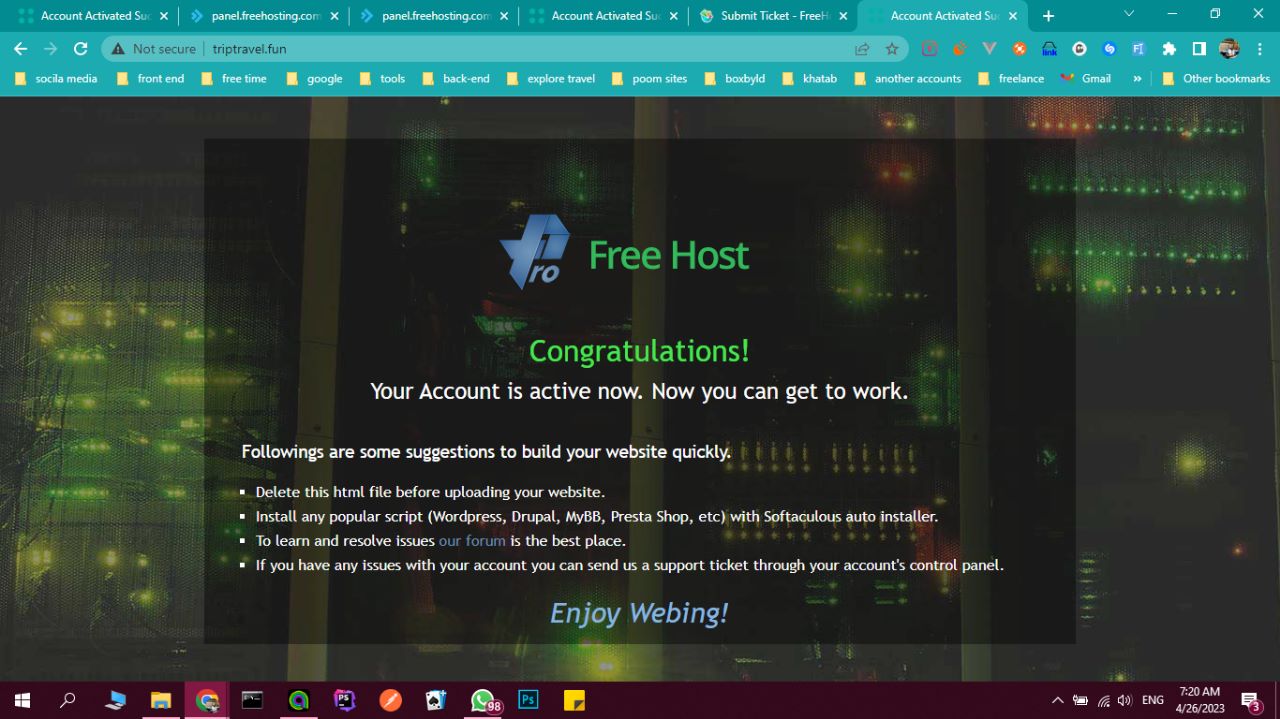 Account Activated Suc
panel.freehosting.com
panel.freehosting.com
Account Activated Suc
Submit Ticket - FreeH
Account Activated Suc
Not secure
triptravel.fun
socila media
front end
free time
google
tools
back-end
explore travel
poom sites
boxbyld
khatab
another accounts
freelance
Gmail
»
Other bookmarks
ro
Free Host
Congratulations!
Your Account is active now. Now you can get to work.
Followings are some suggestions to build your website quickly.
Delete this html file before uploading your website.
Install any popular script (Wordpress, Drupal, MyBB, Presta Shop, etc) with Softaculous auto installer.
To learn and resolve issues our forum is the best place.
If you have any issues with your account you can send us a support ticket through your account's control panel.
Enjoy Webing!
link
PS
98
Ps
ENG
7:20 AM
4/26/2023
3